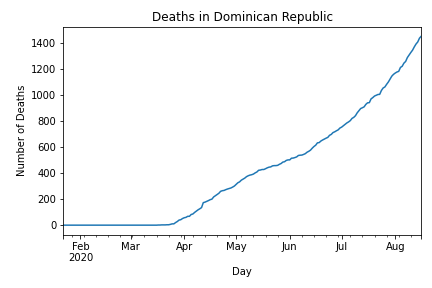 Deaths in Dominican Republic
Number of Deaths
1400
1200
1000
800
600
400
200
0
Feb Mar Apr May Jun Jul Aug
2020
Day